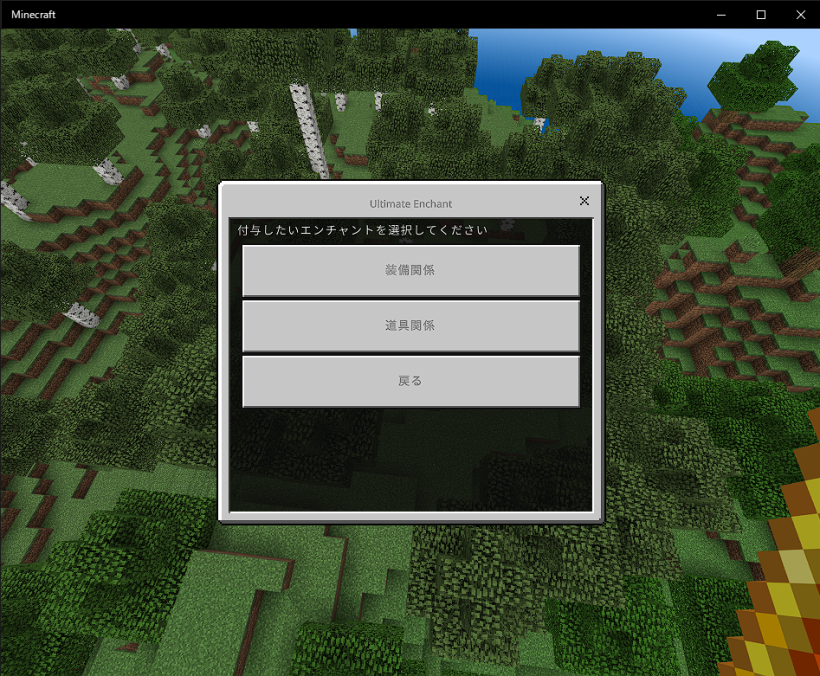 Minecraft
Ultimate Enchant
付与したいエンチャントを選択してください
装備関係
道具関係
戻る